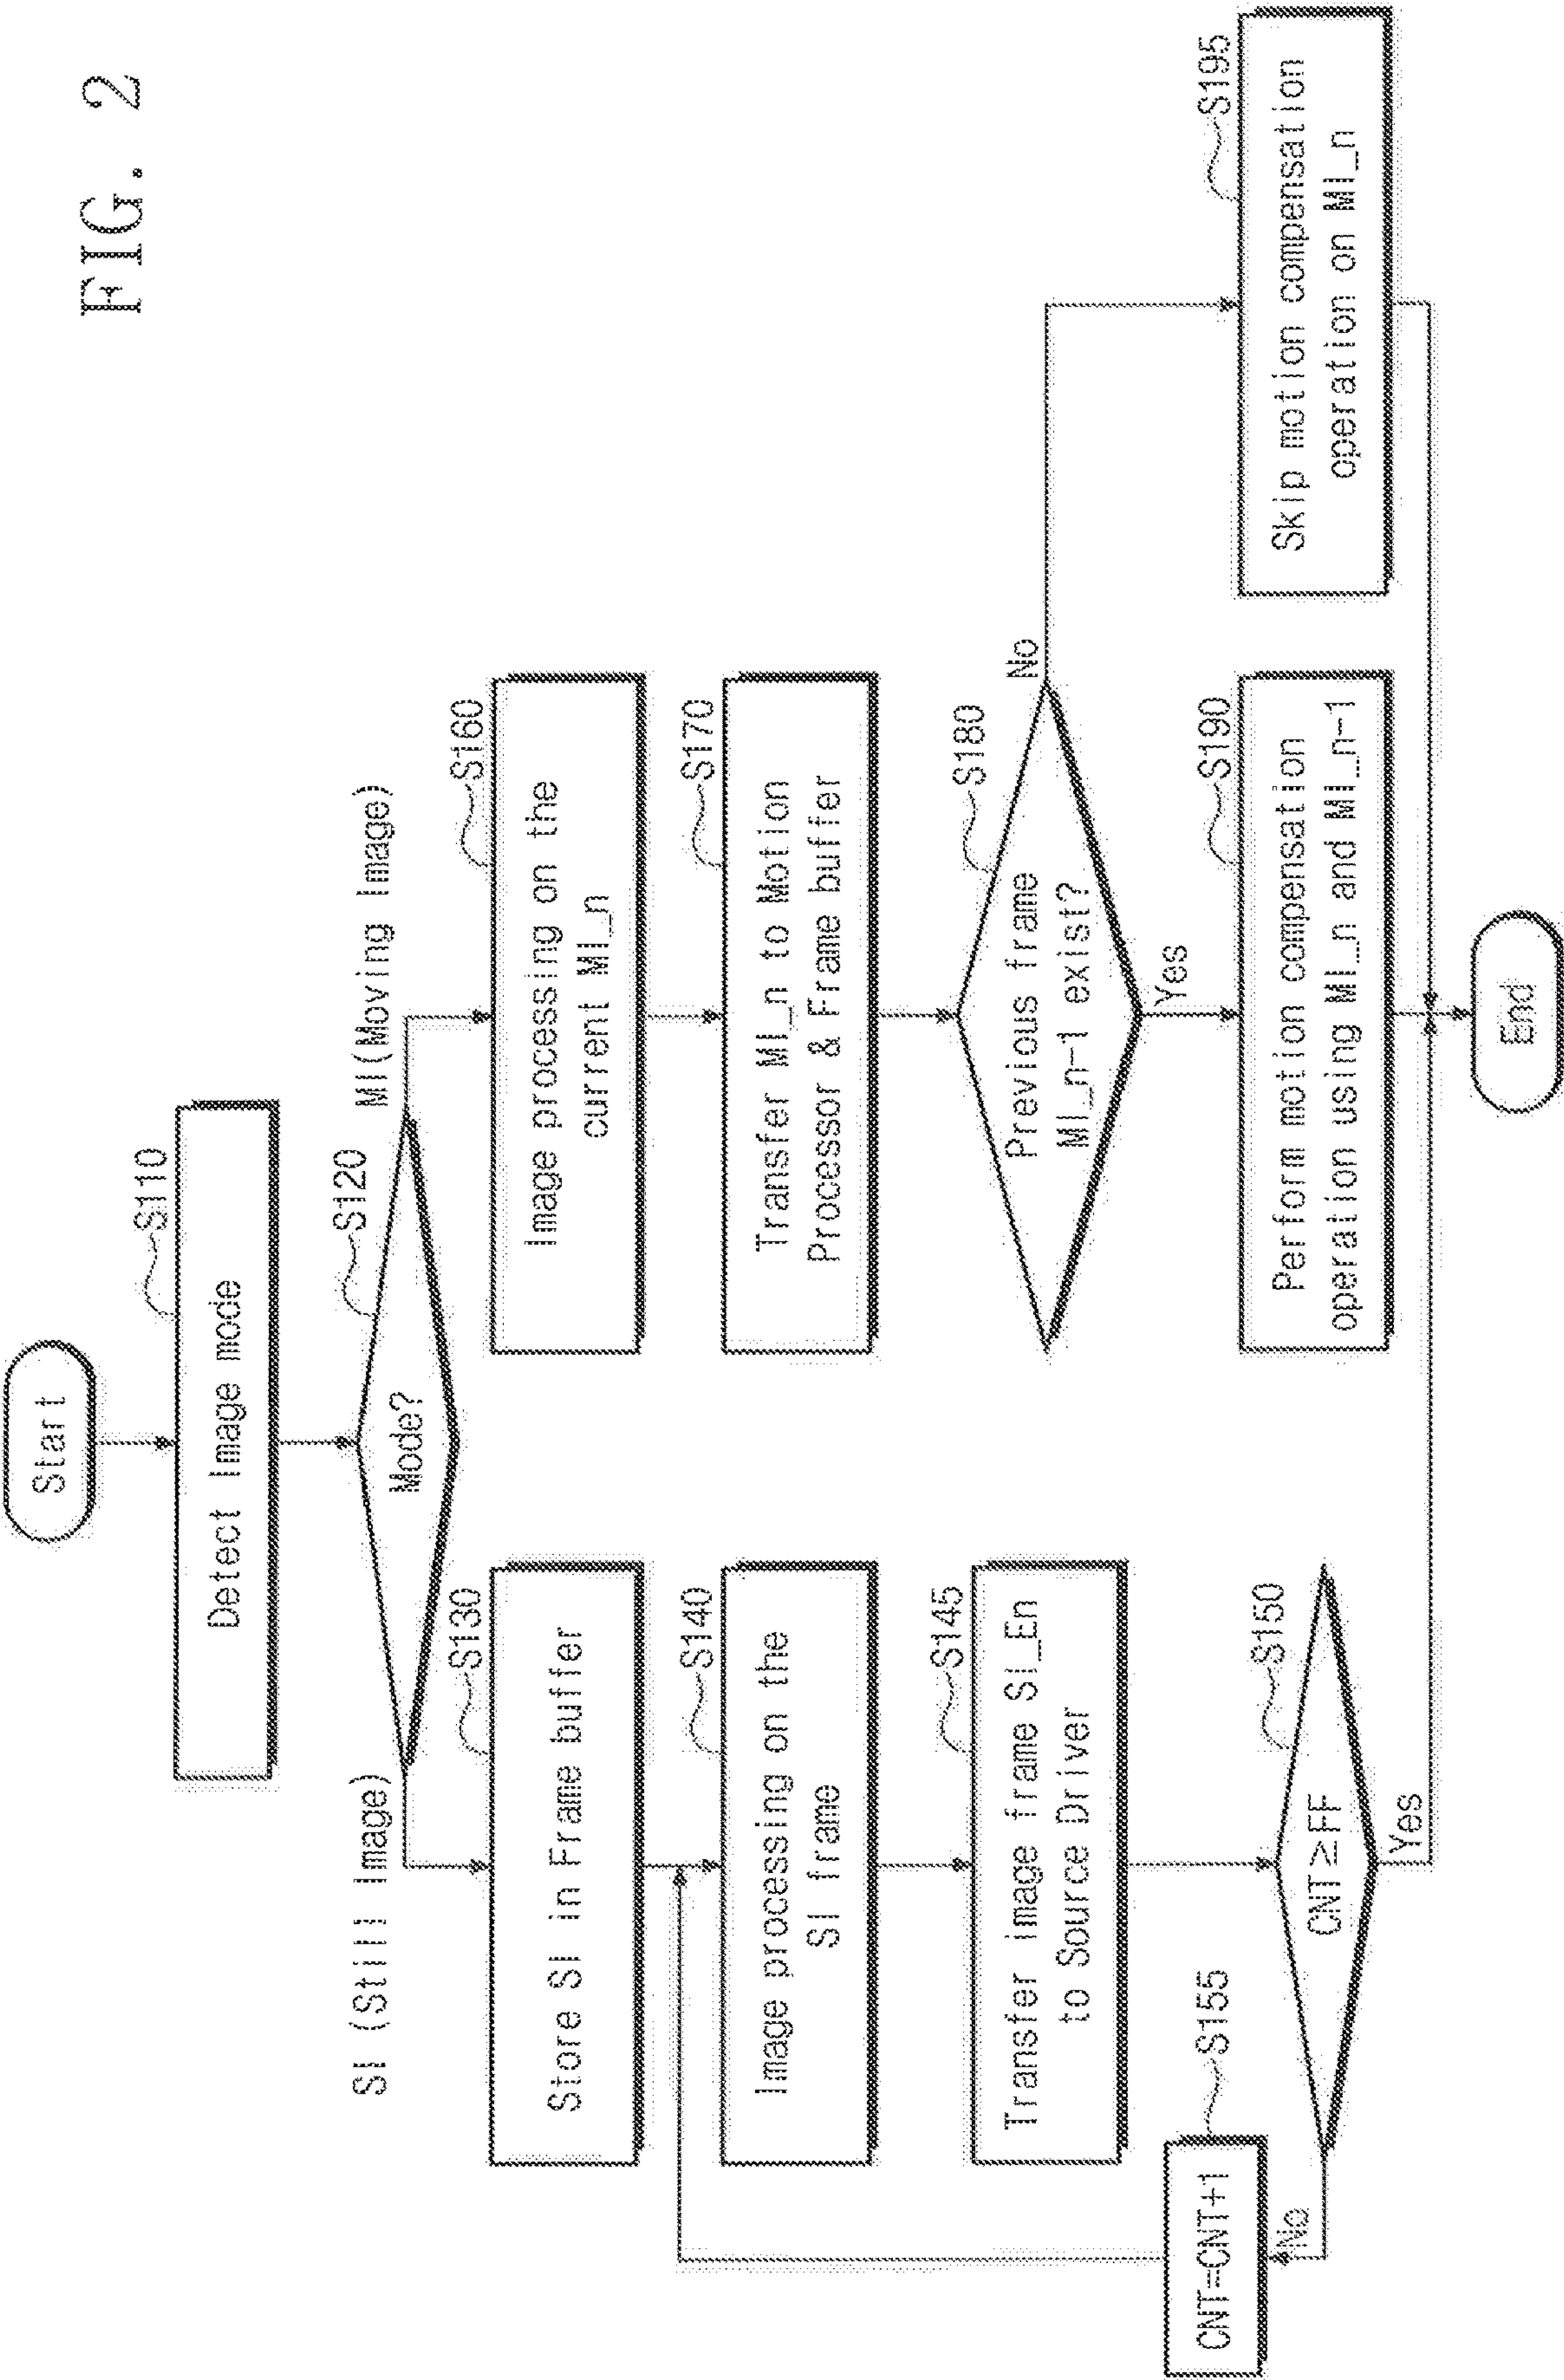 FIG. 2
Start
S110
Detect Image mode
S120
Mode?
SI (Still Image)
MI(Moving Image)
S130
Store SI in Frame buffer
S140
Image processing on the
SI frame
S145
Transfer image frame SI_En
to Source Driver
S150
CNT≥FF
No
Yes
S155
CNT=CNT+1
S160
Image processing on the
current MI_n
S170
Transfer MI_n to Motion
Processor & Frame buffer
S180
Previous frame
MI_n-1 exist?
No
Yes
S190
Perform motion compensation
operation using MI_n and MI_n-1
S195
Skip motion compensation
operation on MI_n
End